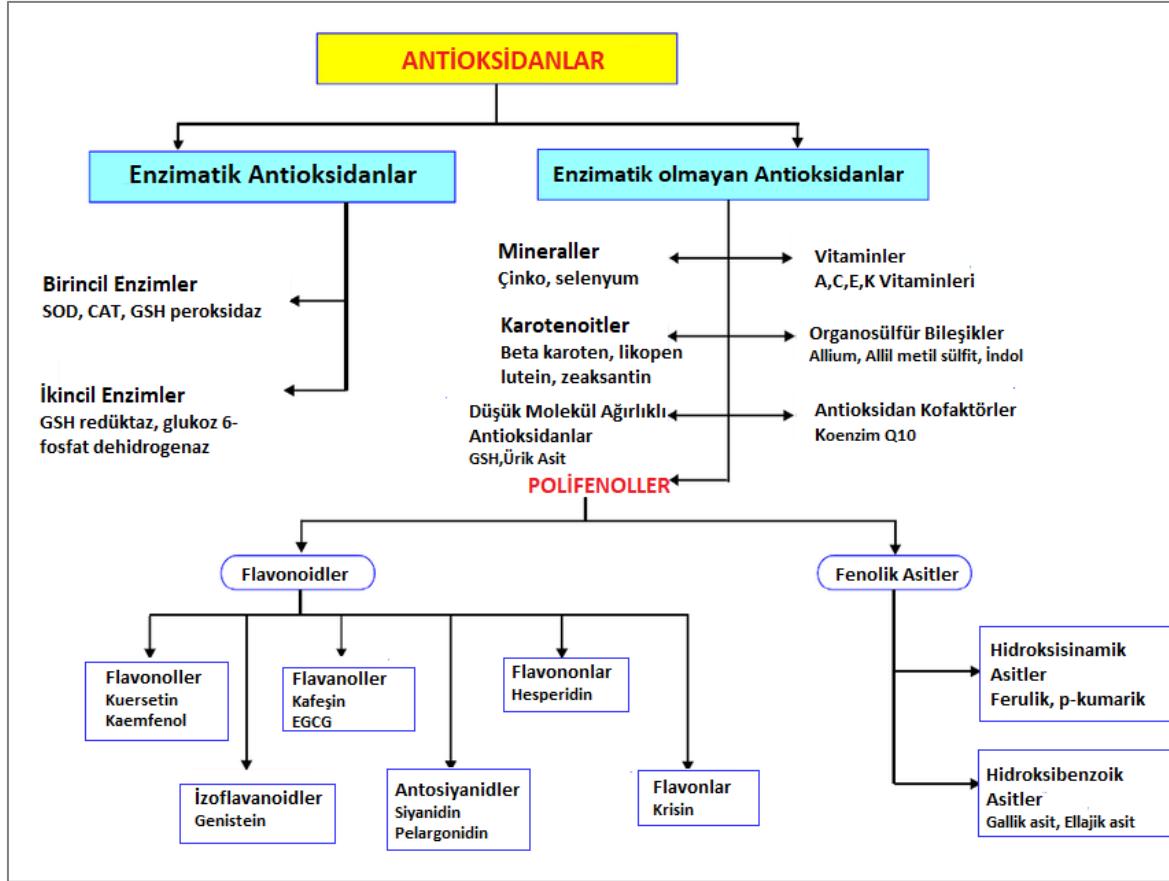 ANTİOKSİDANLAR
Enzimatik Antioksidanlar
Enzimatik olmayan Antioksidanlar
Birincil Enzimler
SOD, CAT, GSH peroksidaz
İkincil Enzimler
GSH redüktaz, glukoz 6-
fosfat dehidrogenaz
Mineraller
Çinko, selenyum
Vitaminler
A,C,E,K Vitaminleri
Karotenoitler
Beta karoten, likopen
lutein, zeaksantin
Organosülfür Bileşikler
Allium, Allil metil sülfit, İndol
Düşük Molekül Ağırlıklı
Antioksidanlar
GSH,Ürik Asit
Antioksidan Kofaktörler
Koenzim Q10
POLİFENOLLER
Flavonoidler
Fenolik Asitler
Flavonoller
Kuersetin
Kaemfenol
Flavanoller
Kafeşin
EGCG
Flavononlar
Hesperidin
İzoflavanoidler
Genistein
Antosiyanidler
Siyanidin
Pelargonidin
Flavonlar
Krisin
Hidroksisinamik
Asitler
Ferulik, p-kumarik
Hidroksibenzoik
Asitler
Gallik asit, Ellajik asit